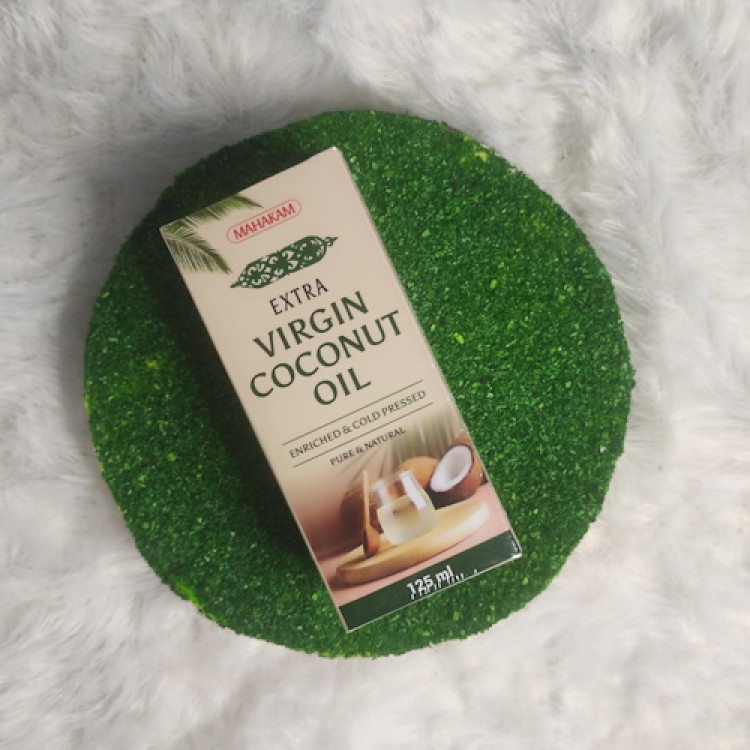 MAHAKAM
EXTRA
VIRGIN
COCONUT
OIL
ENRICHED & COLD PRESSED
PURE & NATURAL
125 ml